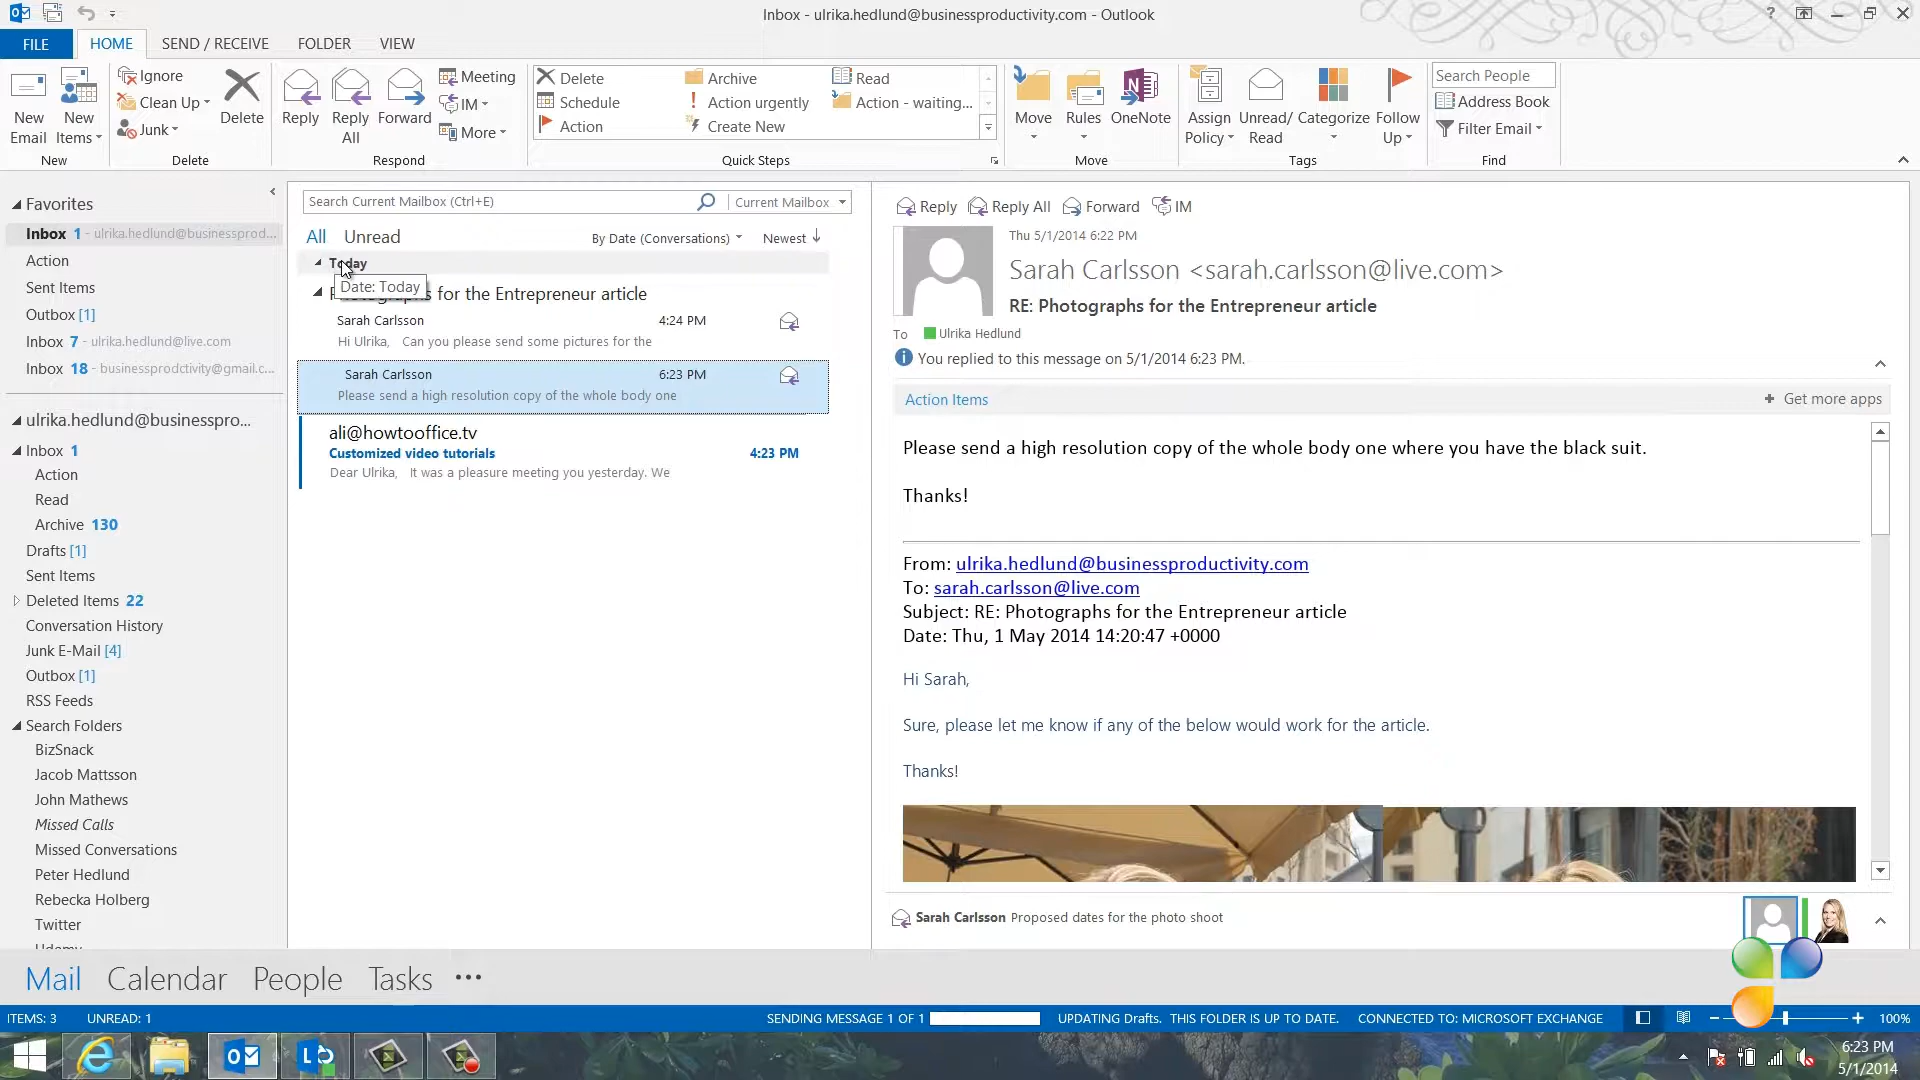 Inbox - ulrika.hedlund@businessproductivity.com - Outlook
?
FILE
HOME
SEND / RECEIVE
FOLDER
VIEW
New Email
New Items
New
Ignore
Clean Up
Junk
Delete
Delete
Reply
Reply All
Forward
Meeting
IM
More
Respond
Delete
Schedule
Action
Archive
Action urgently
Create New
Read
Action - waiting...
Quick Steps
Move
Rules
OneNote
Move
Assign Policy
Unread/ Read
Categorize
Follow Up
Tags
Search People
Address Book
Filter Email
Find
Favorites
Inbox 1 - ulrika.hedlund@businessprod...
Action
Sent Items
Outbox [1]
Inbox 7 - ulrika.hedlund@live.com
Inbox 18 - businessprodctivity@gmail.c...
ulrika.hedlund@businesspro...
Inbox 1
Action
Read
Archive 130
Drafts [1]
Sent Items
Deleted Items 22
Conversation History
Junk E-Mail [4]
Outbox [1]
RSS Feeds
Search Folders
BizSnack
Jacob Mattsson
John Mathews
Missed Calls
Missed Conversations
Peter Hedlund
Rebecka Holberg
Twitter
Udemy
Search Current Mailbox (Ctrl+E)
Current Mailbox
All Unread
By Date (Conversations)
Newest
Today
Date: Today
for the Entrepreneur article
Sarah Carlsson 4:24 PM
Hi Ulrika, Can you please send some pictures for the
Sarah Carlsson 6:23 PM
Please send a high resolution copy of the whole body one
ali@howtooffice.tv
Customized video tutorials 4:23 PM
Dear Ulrika, It was a pleasure meeting you yesterday. We
Reply Reply All Forward IM
Thu 5/1/2014 6:22 PM
Sarah Carlsson <sarah.carlsson@live.com>
RE: Photographs for the Entrepreneur article
To Ulrika Hedlund
You replied to this message on 5/1/2014 6:23 PM.
Action Items
+ Get more apps
Please send a high resolution copy of the whole body one where you have the black suit.
Thanks!
From: ulrika.hedlund@businessproductivity.com
To: sarah.carlsson@live.com
Subject: RE: Photographs for the Entrepreneur article
Date: Thu, 1 May 2014 14:20:47 +0000
Hi Sarah,
Sure, please let me know if any of the below would work for the article.
Thanks!
Sarah Carlsson Proposed dates for the photo shoot
Mail Calendar People Tasks •••
ITEMS: 3 UNREAD: 1
SENDING MESSAGE 1 OF 1
UPDATING Drafts. THIS FOLDER IS UP TO DATE. CONNECTED TO: MICROSOFT EXCHANGE
100%
6:23 PM
5/1/2014